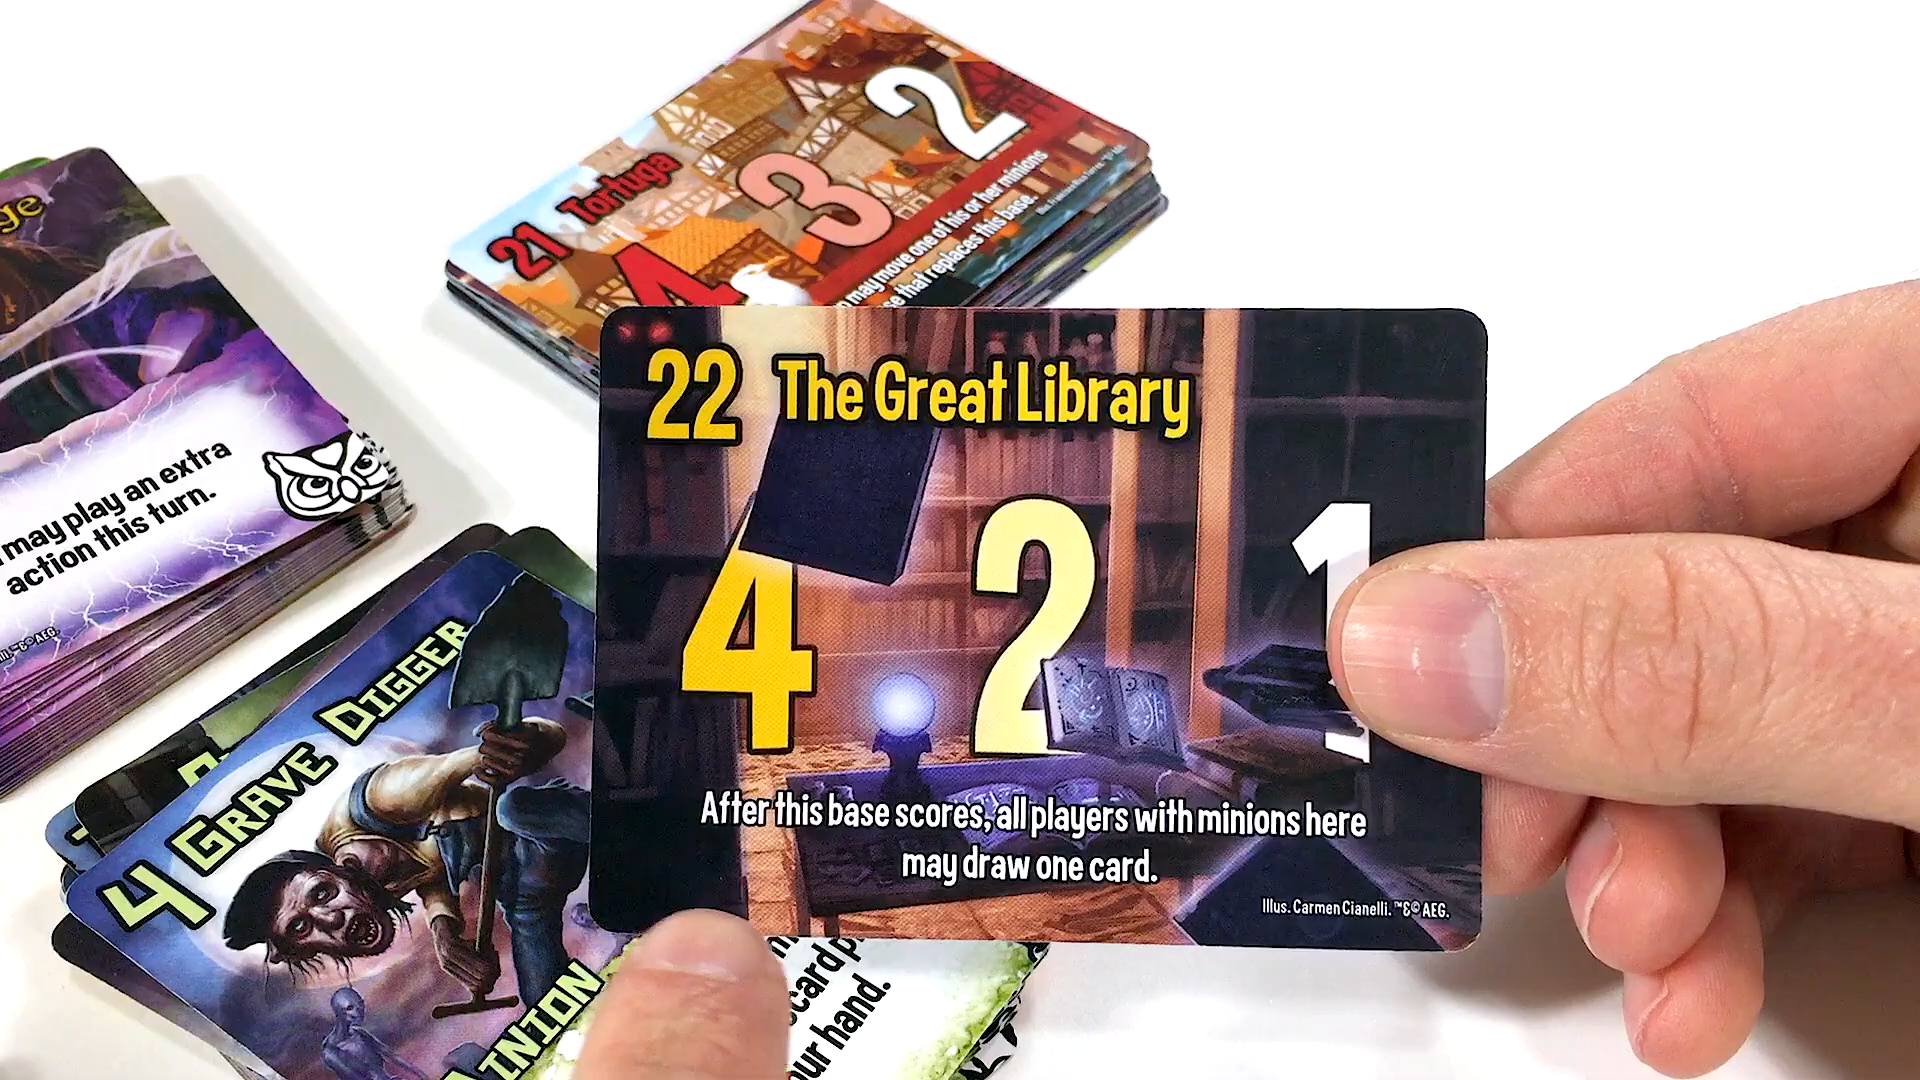 21 Tortuga
4 3 2
may move one of his or her minions
that replaces this base.
may play an extra
action this turn.
™&© AEG.
4 GRAVE DIGGER
22 The Great Library
4 2 1
After this base scores, all players with minions here
may draw one card.
Illus. Carmen Cianelli. ™&© AEG.
hand.